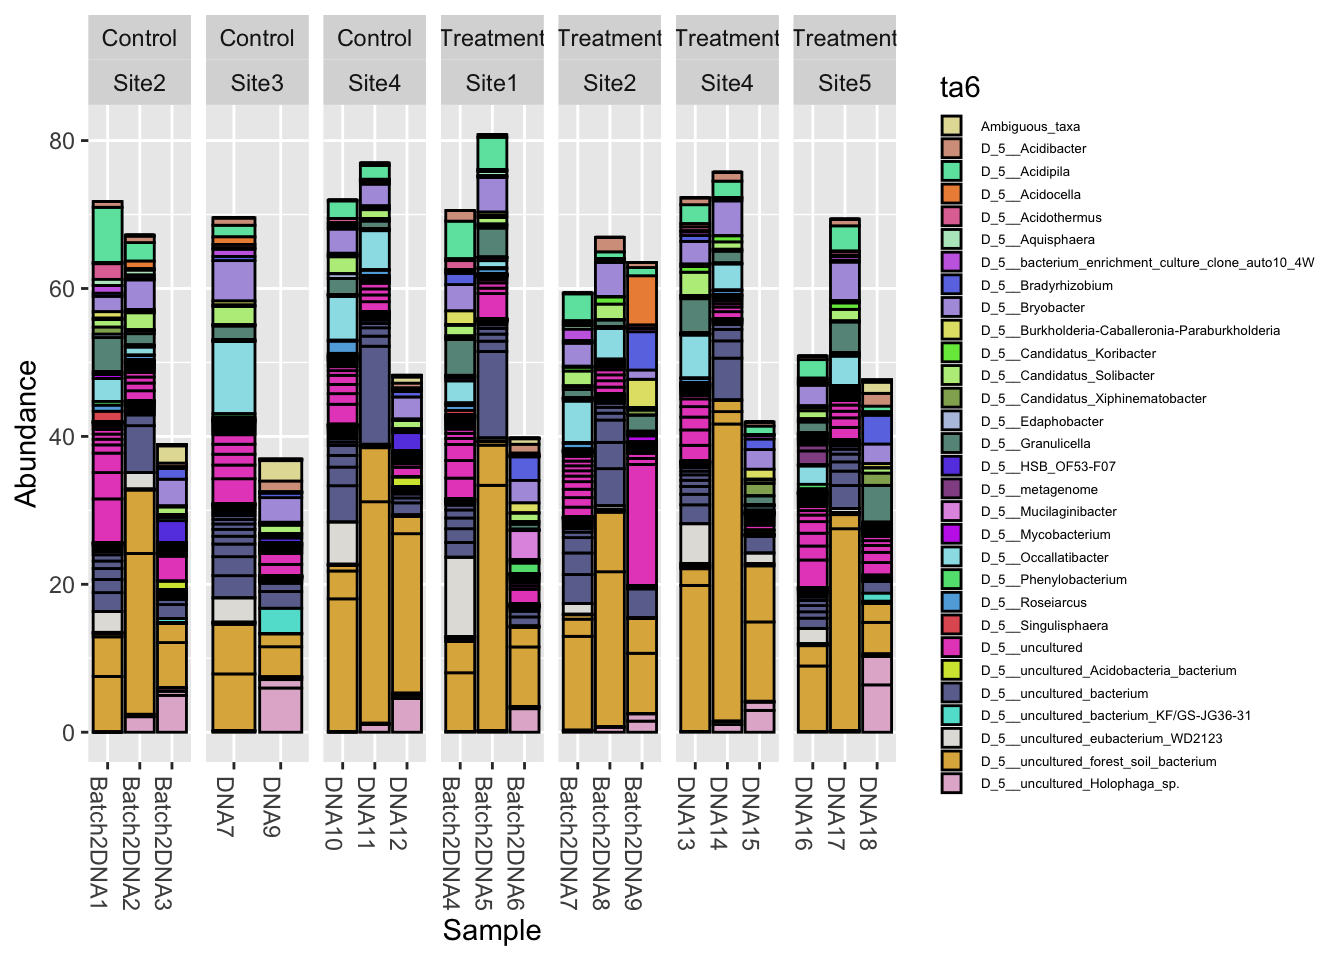 Control Control Control Treatment Treatment Treatment Treatment
Site2 Site3 Site4 Site1 Site2 Site4 Site5
80
60
40
20
0
Abundance
Batch2DNA1 Batch2DNA2 Batch2DNA3 DNA7 DNA9 DNA10 DNA11 DNA12 Batch2DNA4 Batch2DNA5 Batch2DNA6 Batch2DNA7 Batch2DNA8 Batch2DNA9 DNA13 DNA14 DNA15 DNA16 DNA17 DNA18
Sample
ta6
Ambiguous_taxa
D_5__Acidibacter
D_5__Acidipila
D_5__Acidocella
D_5__Acidothermus
D_5__Aquisphaera
D_5__bacterium_enrichment_culture_clone_auto10_4W
D_5__Bradyrhizobium
D_5__Bryobacter
D_5__Burkholderia-Caballeronia-Paraburkholderia
D_5__Candidatus_Koribacter
D_5__Candidatus_Solibacter
D_5__Candidatus_Xiphinematobacter
D_5__Edaphobacter
D_5__Granulicella
D_5__HSB_OF53-F07
D_5__metagenome
D_5__Mucilaginibacter
D_5__Mycobacterium
D_5__Occallatibacter
D_5__Phenylobacterium
D_5__Roseiarcus
D_5__Singulisphaera
D_5__uncultured
D_5__uncultured_Acidobacteria_bacterium
D_5__uncultured_bacterium
D_5__uncultured_bacterium_KF/GS-JG36-31
D_5__uncultured_eubacterium_WD2123
D_5__uncultured_forest_soil_bacterium
D_5__uncultured_Holophaga_sp.